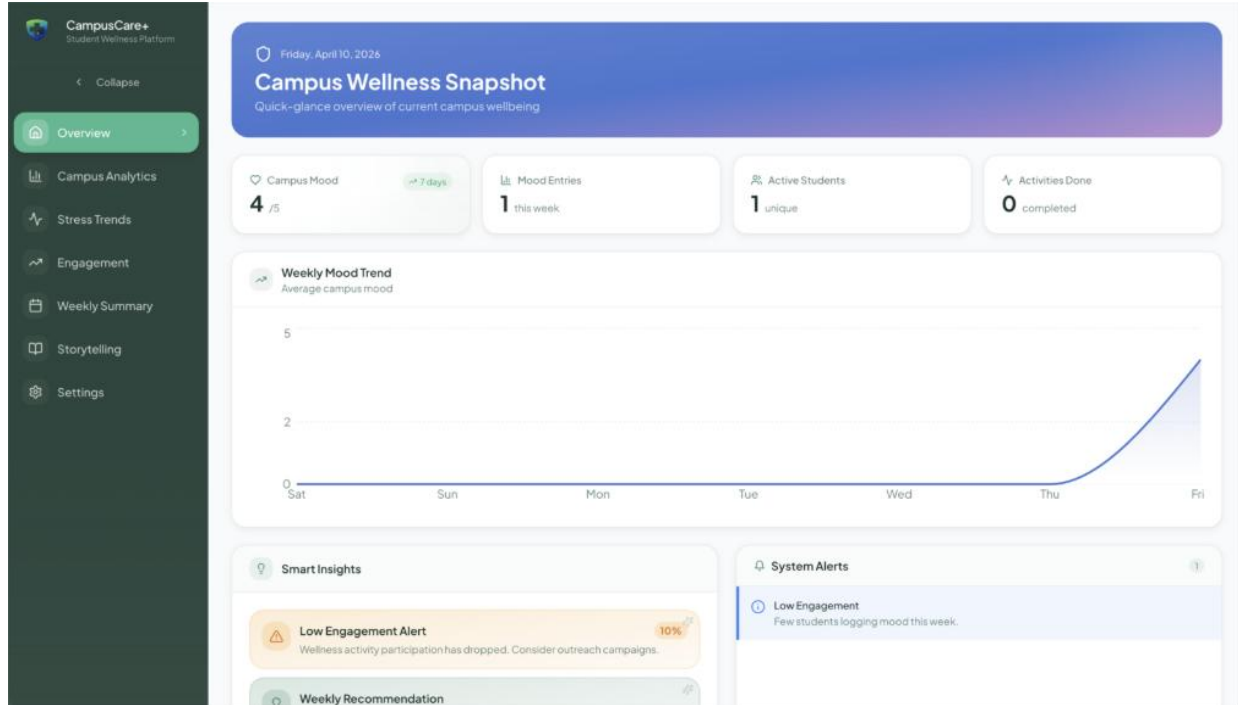 CampusCare+
Student Wellness Platform
Collapse
Overview
Campus Analytics
Stress Trends
Engagement
Weekly Summary
Storytelling
Settings
Friday, April 10, 2026
Campus Wellness Snapshot
Quick-glance overview of current campus wellbeing
Campus Mood
7 days
4 /5
Mood Entries
1 this week
Active Students
1 unique
Activities Done
0 completed
Weekly Mood Trend
Average campus mood
5
2
0
Sat Sun Mon Tue Wed Thu Fri
Smart Insights
Low Engagement Alert
10%
Wellness activity participation has dropped. Consider outreach campaigns.
Weekly Recommendation
System Alerts
1
Low Engagement
Few students logging mood this week.